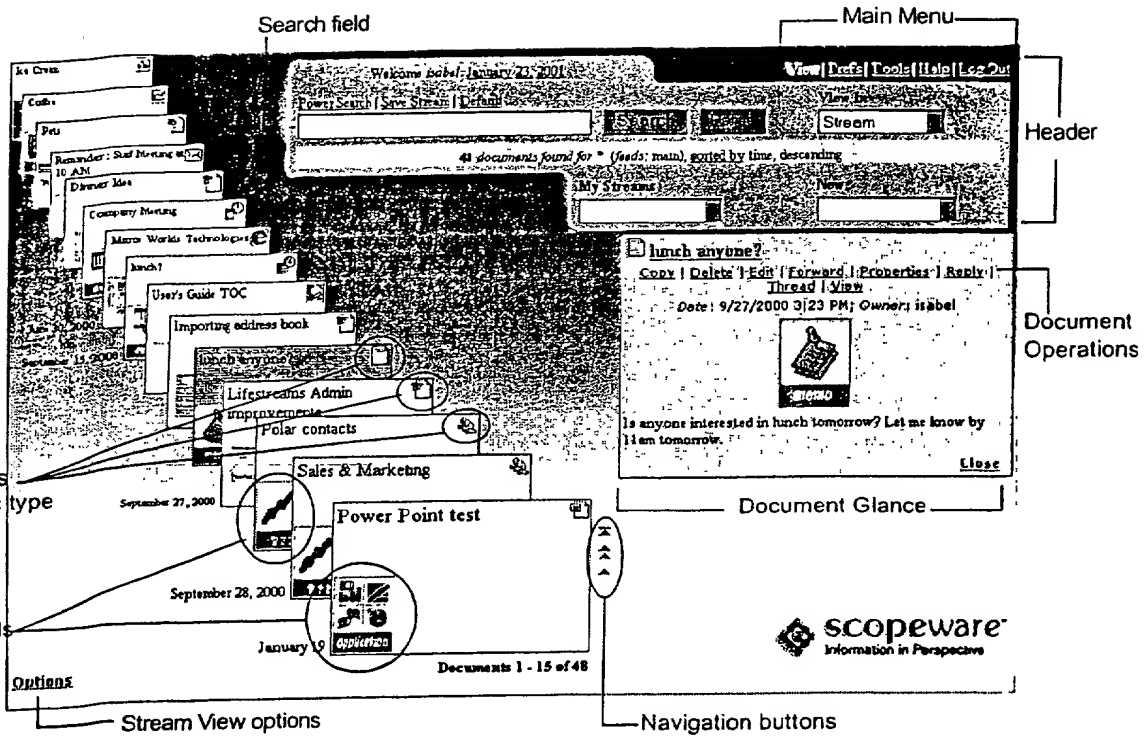 Search field
Main Menu
Ice Cream
Welcome isabel, January 23, 2001
View | Prefs | Tools | Help | Log Out
Coffee
Power Search | Save Stream | Default
Pets
Search
Stream
Header
Reminder: Staff Meeting at
10 AM
41 documents found for * (feeds: main), sorted by time, descending
Dinner Idea
My Streams
New
Company Meeting
Mirror Worlds Technologies
lunch anyone?
lunch?
Copy | Delete | Edit | Forward | Properties | Reply |
Thread | View
User's Guide TOC
Date: 9/27/2000 3:23 PM; Owner: isabel
Importing address book
Document
Operations
September 15, 2000
lunch anyone?
memo
Lifestreams Admin
improvements
Is anyone interested in lunch tomorrow? Let me know by
11am tomorrow.
Polar contacts
Close
Sales & Marketing
type
September 27, 2000
Document Glance
Power Point test
September 28, 2000
scopeware
Information in Perspective
January 19
application
Documents 1 - 15 of 48
Options
Stream View options
Navigation buttons